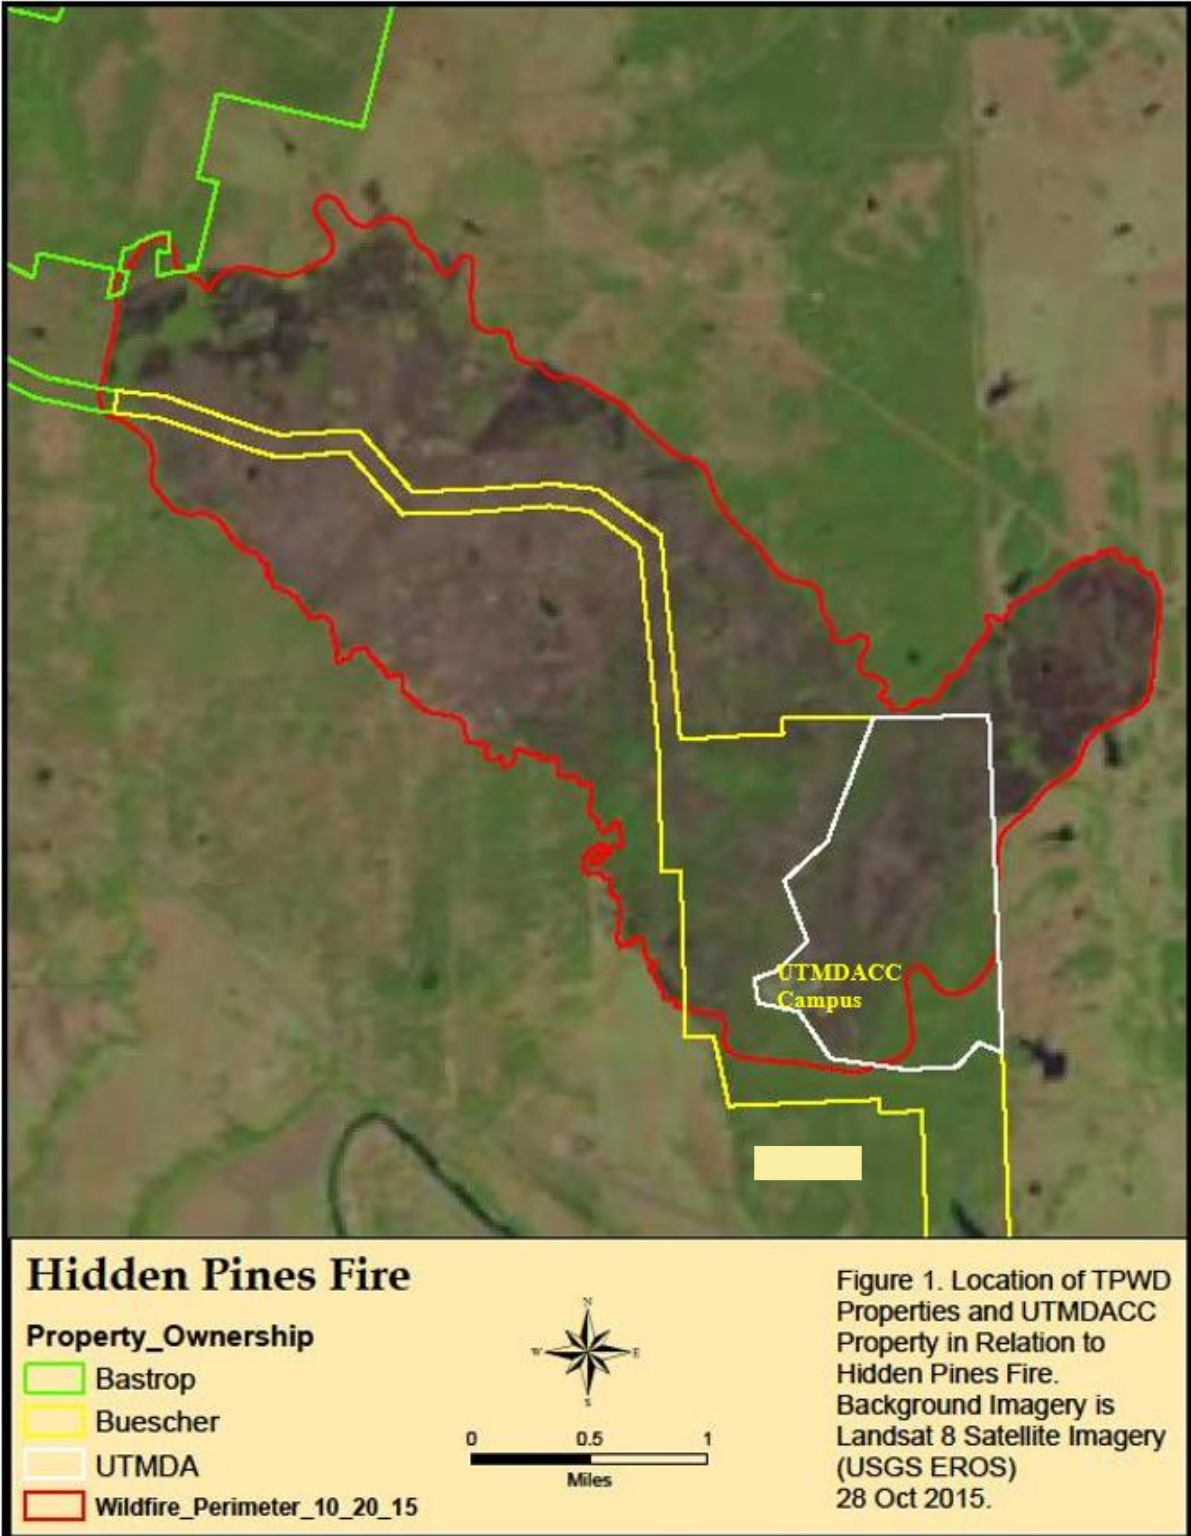 UTMDACC
Campus
Hidden Pines Fire
Property_Ownership
Bastrop
Buescher
UTMDA
Wildfire_Perimeter_10_20_15
N
W
E
S
0 0.5 1
Miles
Figure 1. Location of TPWD
Properties and UTMDACC
Property in Relation to
Hidden Pines Fire.
Background Imagery is
Landsat 8 Satellite Imagery
(USGS EROS)
28 Oct 2015.